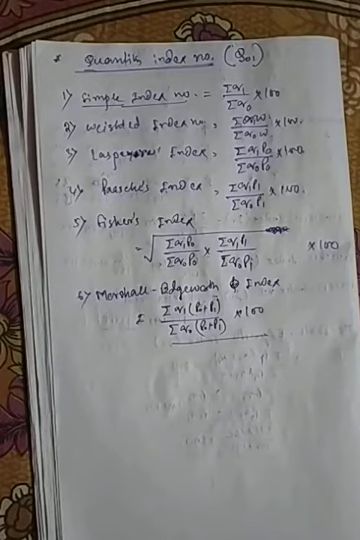 * Quantity index no. (Q01)
1) Simple Index no. = Σq1/Σq0 × 100
2) Weighted Index no, = Σq1w/Σq0w × 100
3) Laspeyres' Index, = Σq1P0/Σq0P0 × 100
4) Paasche's Index, = Σq1P1/Σq0P1 × 100
5) Fisher's Index
= √ Σq1P0/Σq0P0 × Σq1P1/Σq0P1 × 100
6) Marshall-Edgeworth Index
= Σq1(P0+P1)/Σq0(P0+P1) × 100